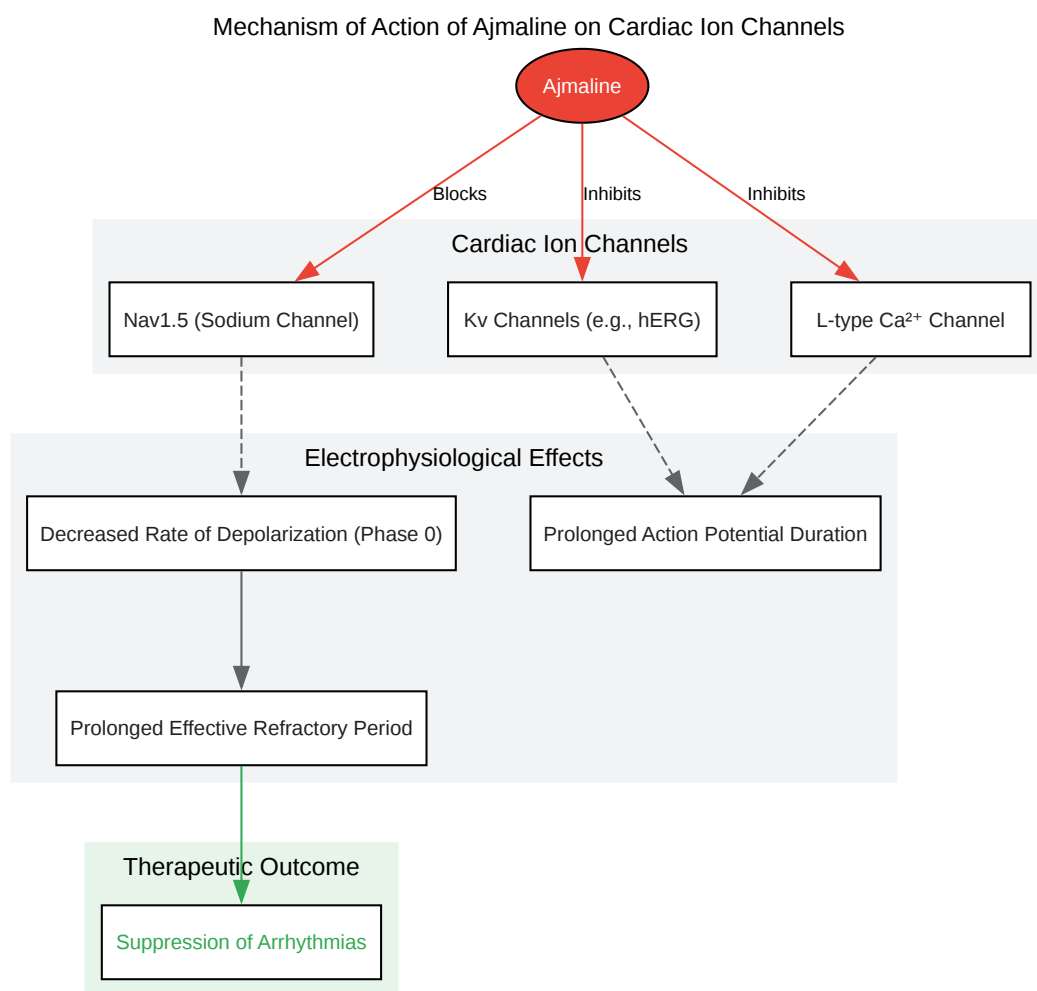 Mechanism of Action of Ajmaline on Cardiac Ion Channels
Ajmaline
Blocks
Inhibits
Inhibits
Cardiac Ion Channels
Nav1.5 (Sodium Channel)
Kv Channels (e.g., hERG)
L-type Ca²⁺ Channel
Electrophysiological Effects
Decreased Rate of Depolarization (Phase 0)
Prolonged Action Potential Duration
Prolonged Effective Refractory Period
Therapeutic Outcome
Suppression of Arrhythmias